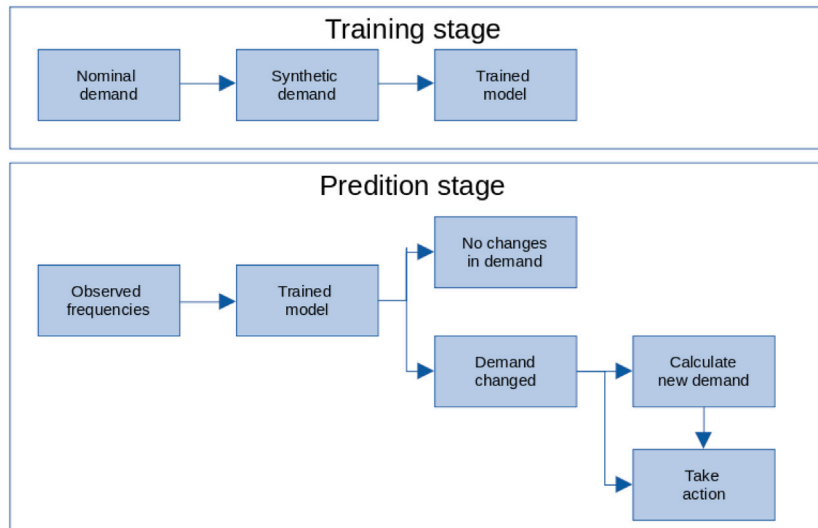 Training stage
Nominal
demand
Synthetic
demand
Trained
model
Predition stage
Observed
frequencies
Trained
model
No changes
in demand
Demand
changed
Calculate
new demand
Take
action